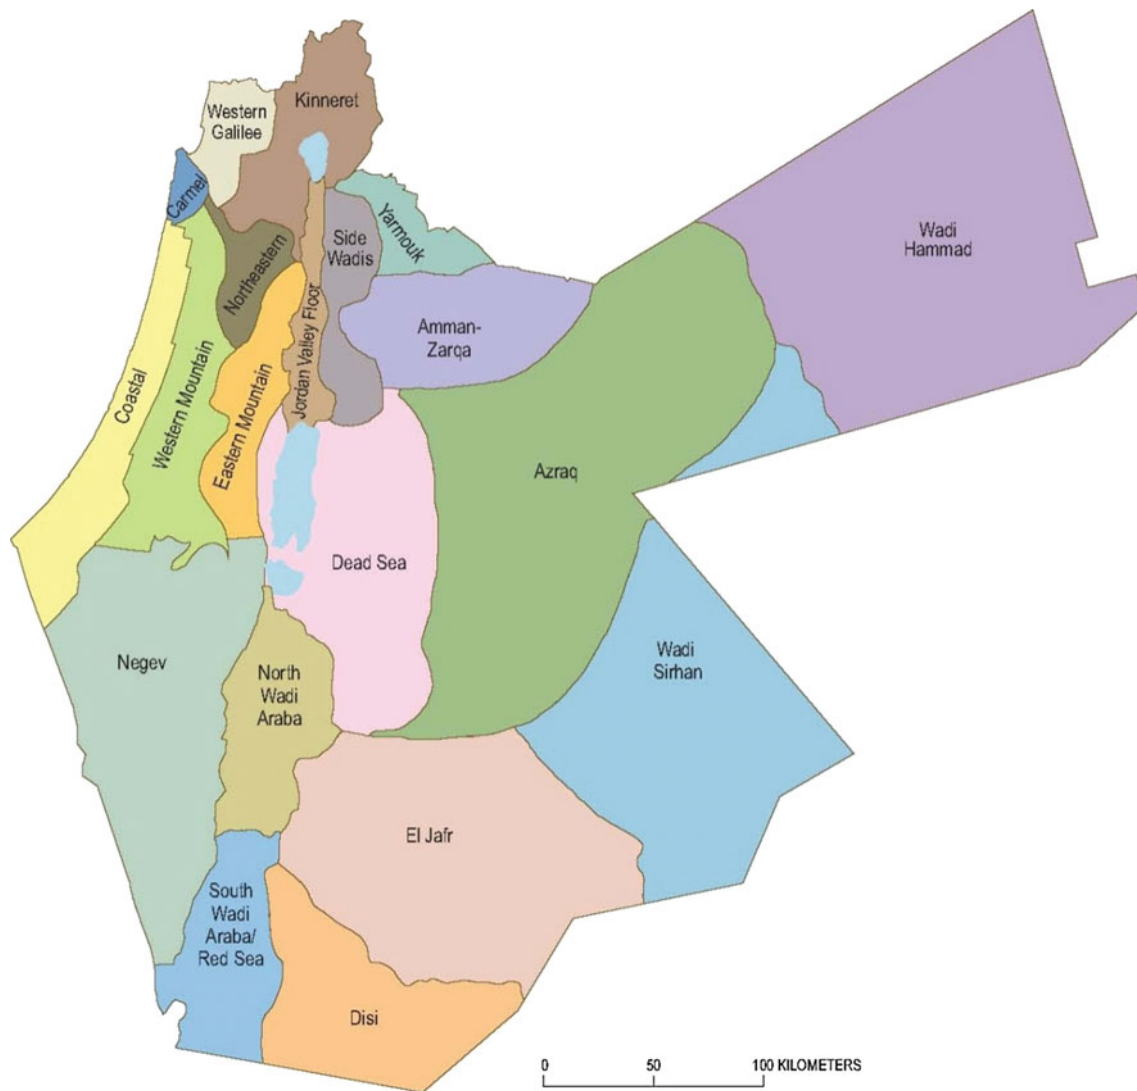 Western
Galilee
Kinneret
Carmel
Northeastern
Side
Wadis
Yarmouk
Wadi
Hammad
Coastal
Western Mountain
Eastern Mountain
Jordan Valley Floor
Amman-
Zarqa
Azraq
Dead Sea
Negev
North
Wadi
Araba
Wadi
Sirhan
El Jafr
South
Wadi
Araba/
Red Sea
Disi
0 50 100 KILOMETERS